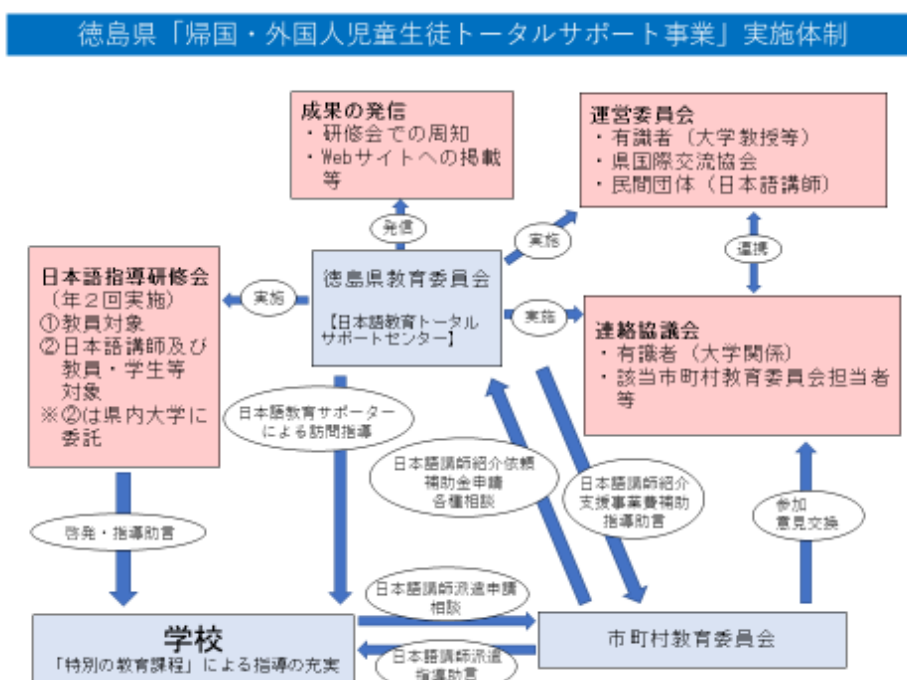 徳島県「帰国・外国人児童生徒トータルサポート事業」実施体制
成果の発信
・研修会での周知
・Webサイトへの掲載
等
運営委員会
・有識者（大学教授等）
・県国際交流協会
・民間団体（日本語講師）
発信
実施
連携
日本語指導研修会
（年２回実施）
①教員対象
②日本語講師及び
教員・学生等
対象
※②は県内大学に
委託
実施
徳島県教育委員会
【日本語教育トータル
サポートセンター】
実施
連絡協議会
・有識者（大学関係）
・該当市町村教育委員会担当者
等
日本語教育サポーター
による訪問指導
日本語講師紹介依頼
補助金申請
各種相談
日本語講師紹介
支援事業費補助
指導助言
参加
意見交換
啓発・指導助言
日本語講師派遣申請
相談
学校
「特別の教育課程」による指導の充実
日本語講師派遣
指導助言
市町村教育委員会